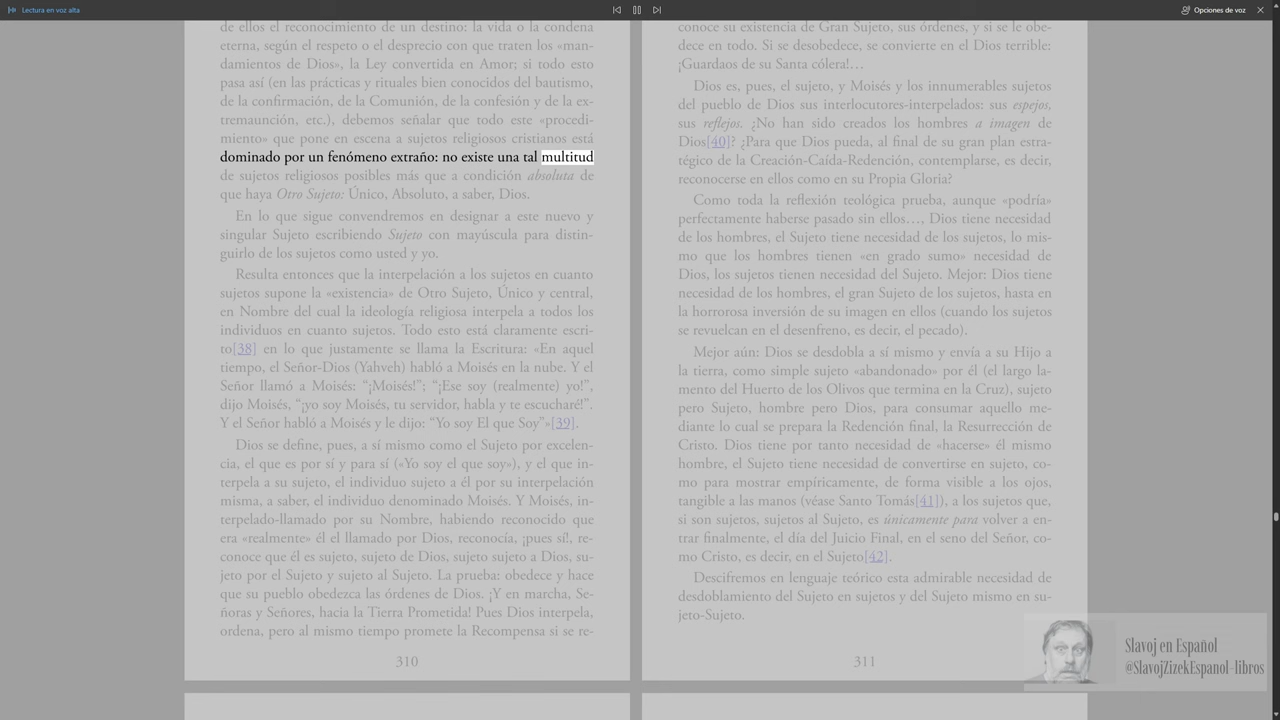 Lectura en voz alta
Opciones de voz
de ellos el reconocimiento de un destino: la vida o la condena
eterna, según el respeto o el desprecio con que traten los «man-
damientos de Dios», la Ley convertida en Amor; si todo esto
pasa así (en las prácticas y rituales bien conocidos del bautismo,
de la confirmación, de la Comunión, de la confesión y de la ex-
tremaunción, etc.), debemos señalar que todo este «procedi-
miento» que pone en escena a sujetos religiosos cristianos está
dominado por un fenómeno extraño: no existe una tal multitud
de sujetos religiosos posibles más que a condición absoluta de
que haya Otro Sujeto: Único, Absoluto, a saber, Dios.
En lo que sigue convendremos en designar a este nuevo y
singular Sujeto escribiendo Sujeto con mayúscula para distin-
guirlo de los sujetos como usted y yo.
Resulta entonces que la interpelación a los sujetos en cuanto
sujetos supone la «existencia» de Otro Sujeto, Único y central,
en Nombre del cual la ideología religiosa interpela a todos los
individuos en cuanto sujetos. Todo esto está claramente escri-
to[38] en lo que justamente se llama la Escritura: «En aquel
tiempo, el Señor-Dios (Yahveh) habló a Moisés en la nube. Y el
Señor llamó a Moisés: “¡Moisés!”; “¡Ese soy (realmente) yo!”,
dijo Moisés, “¡yo soy Moisés, tu servidor, habla y te escucharé!”.
Y el Señor habló a Moisés y le dijo: “Yo soy El que Soy”»[39].
Dios se define, pues, a sí mismo como el Sujeto por excelen-
cia, el que es por sí y para sí («Yo soy el que soy»), y el que in-
terpela a su sujeto, el individuo sujeto a él por su interpelación
misma, a saber, el individuo denominado Moisés. Y Moisés, in-
terpelado-llamado por su Nombre, habiendo reconocido que
era «realmente» él el llamado por Dios, reconocía, ¡pues sí!, re-
conoce que él es sujeto, sujeto de Dios, sujeto sujeto a Dios, su-
jeto por el Sujeto y sujeto al Sujeto. La prueba: obedece y hace
que su pueblo obedezca las órdenes de Dios. ¡Y en marcha, Se-
ñoras y Señores, hacia la Tierra Prometida! Pues Dios interpela,
ordena, pero al mismo tiempo promete la Recompensa si se re-
310
conoce su existencia de Gran Sujeto, sus órdenes, y si se le obe-
dece en todo. Si se desobedece, se convierte en el Dios terrible:
¡Guardaos de su Santa cólera!…
Dios es, pues, el sujeto, y Moisés y los innumerables sujetos
del pueblo de Dios sus interlocutores-interpelados: sus espejos,
sus reflejos. ¿No han sido creados los hombres a imagen de
Dios[40]? ¿Para que Dios pueda, al final de su gran plan estra-
tégico de la Creación-Caída-Redención, contemplarse, es decir,
reconocerse en ellos como en su Propia Gloria?
Como toda la reflexión teológica prueba, aunque «podría»
perfectamente haberse pasado sin ellos…, Dios tiene necesidad
de los hombres, el Sujeto tiene necesidad de los sujetos, lo mis-
mo que los hombres tienen «en grado sumo» necesidad de
Dios, los sujetos tienen necesidad del Sujeto. Mejor: Dios tiene
necesidad de los hombres, el gran Sujeto de los sujetos, hasta en
la horrorosa inversión de su imagen en ellos (cuando los sujetos
se revuelcan en el desenfreno, es decir, el pecado).
Mejor aún: Dios se desdobla a sí mismo y envía a su Hijo a
la tierra, como simple sujeto «abandonado» por él (el largo la-
mento del Huerto de los Olivos que termina en la Cruz), sujeto
pero Sujeto, hombre pero Dios, para consumar aquello me-
diante lo cual se prepara la Redención final, la Resurrección de
Cristo. Dios tiene por tanto necesidad de «hacerse» él mismo
hombre, el Sujeto tiene necesidad de convertirse en sujeto, co-
mo para mostrar empíricamente, de forma visible a los ojos,
tangible a las manos (véase Santo Tomás[41]), a los sujetos que,
si son sujetos, sujetos al Sujeto, es únicamente para volver a en-
trar finalmente, el día del Juicio Final, en el seno del Señor, co-
mo Cristo, es decir, en el Sujeto[42].
Descifremos en lenguaje teórico esta admirable necesidad de
desdoblamiento del Sujeto en sujetos y del Sujeto mismo en su-
jeto-Sujeto.
311
Slavoj en Español
@SlavojZizekEspanol-libros